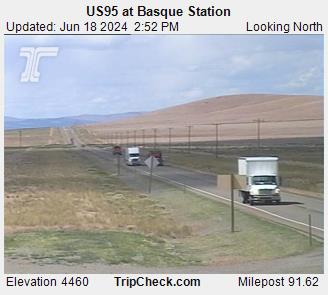 US95 at Basque Station
Updated: Jun 18 2024 2:52 PM Looking North
Elevation 4460 TripCheck.com Milepost 91.62